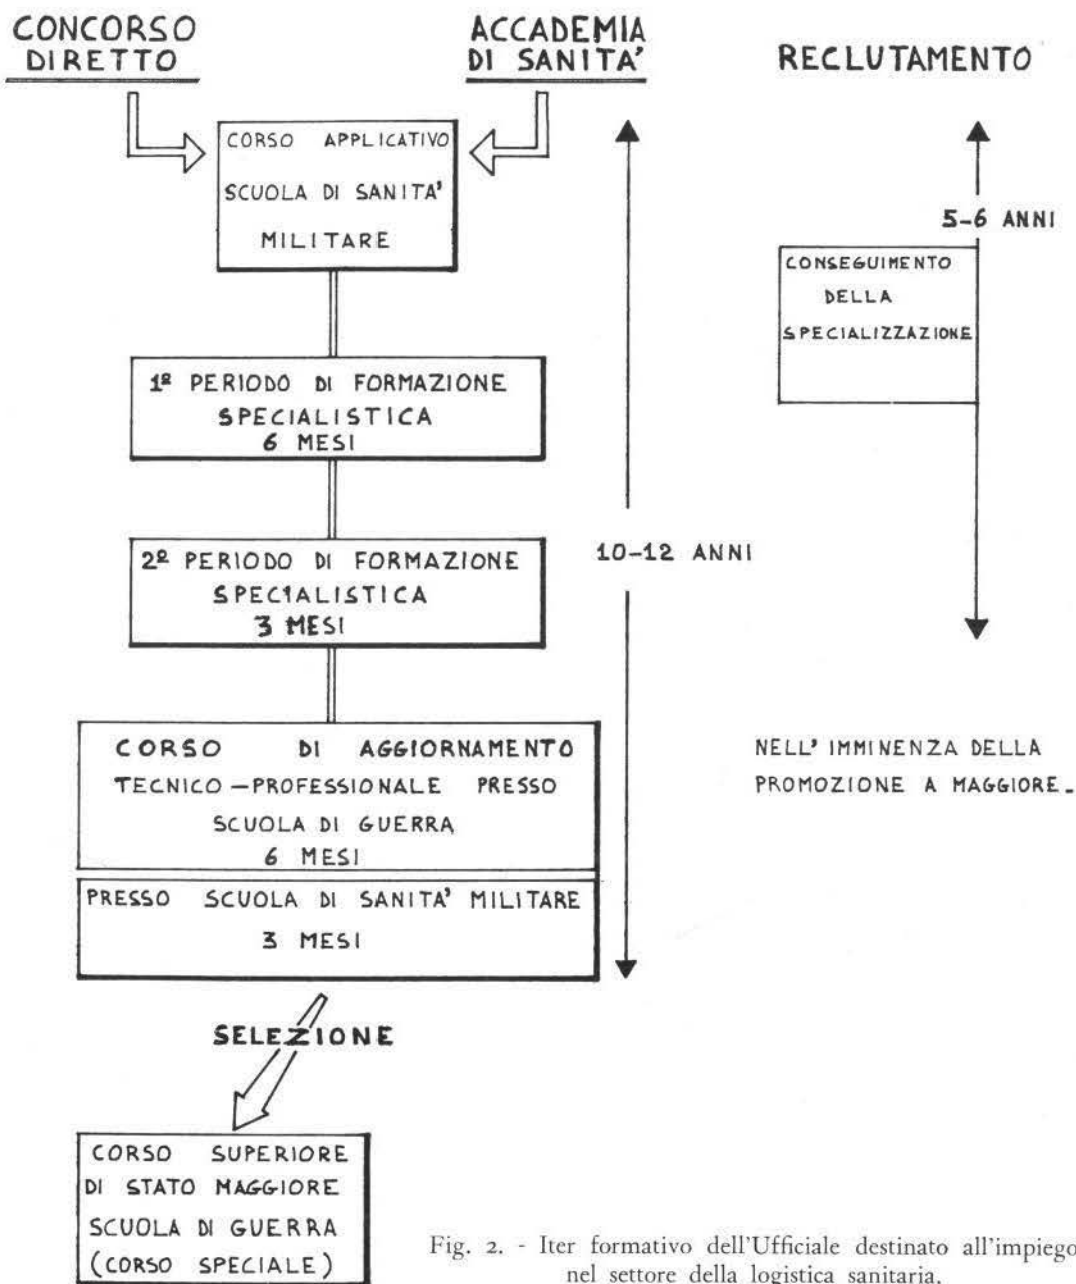 CONCORSO
DIRETTO
ACCADEMIA
DI SANITA'
RECLUTAMENTO
CORSO APPLICATIVO
SCUOLA DI SANITA'
MILITARE
5-6 ANNI
CONSEGUIMENTO
DELLA
SPECIALIZZAZIONE
1º PERIODO DI FORMAZIONE
SPECIALISTICA
6 MESI
10-12 ANNI
2º PERIODO DI FORMAZIONE
SPECIALISTICA
3 MESI
CORSO DI AGGIORNAMENTO
TECNICO-PROFESSIONALE PRESSO
SCUOLA DI GUERRA
6 MESI
NELL' IMMINENZA DELLA
PROMOZIONE A MAGGIORE.
PRESSO SCUOLA DI SANITA' MILITARE
3 MESI
SELEZIONE
CORSO SUPERIORE
DI STATO MAGGIORE
SCUOLA DI GUERRA
(CORSO SPECIALE)
Fig. 2. - Iter formativo dell'Ufficiale destinato all'impiego
nel settore della logistica sanitaria.